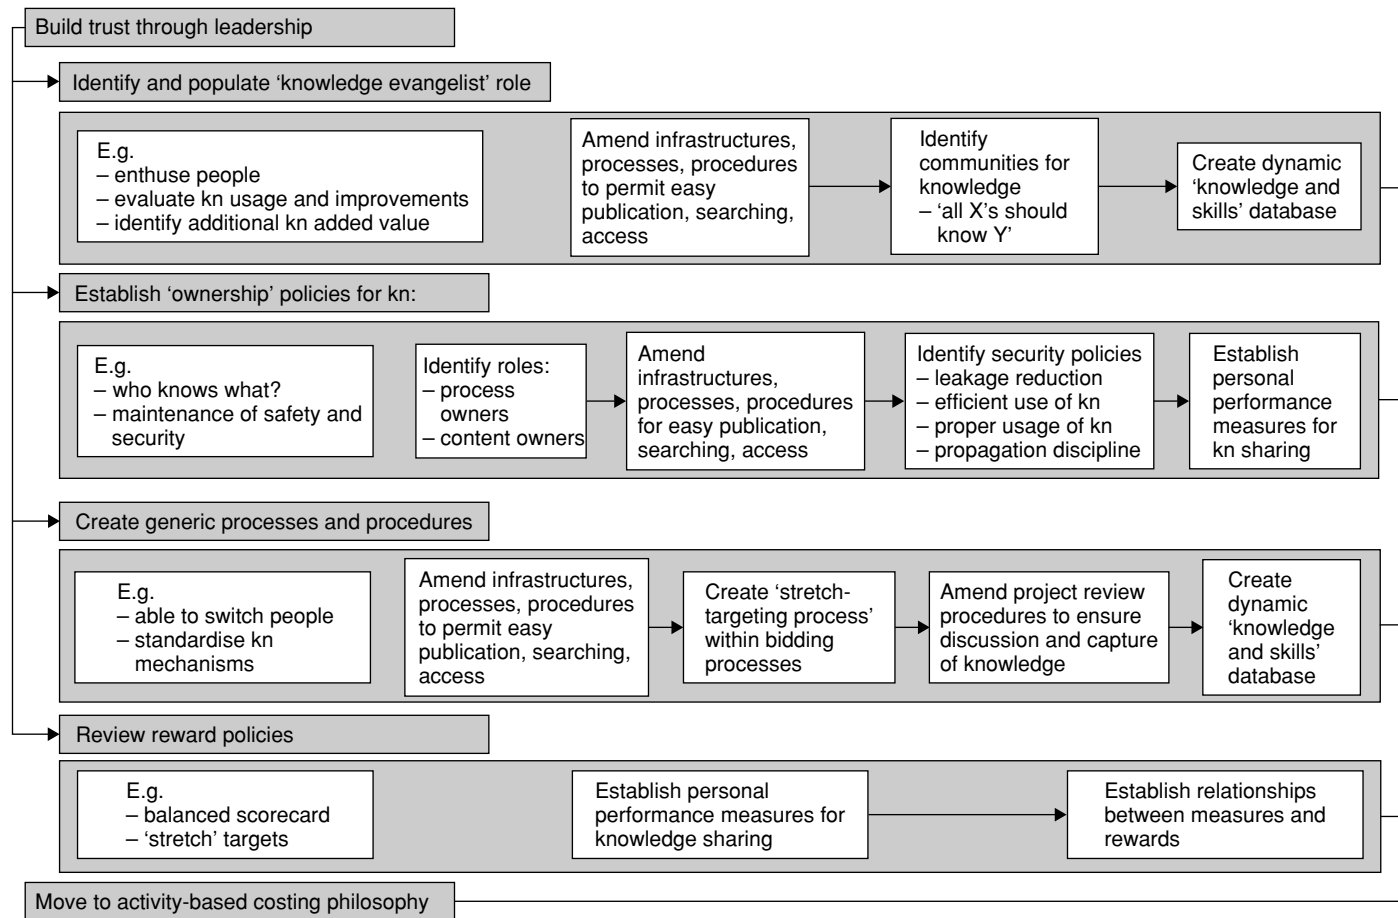 Build trust through leadership
Identify and populate ‘knowledge evangelist’ role
E.g.
– enthuse people
– evaluate kn usage and improvements
– identify additional kn added value
Amend infrastructures,
processes, procedures
to permit easy
publication, searching,
access
Identify
communities for
knowledge
– ‘all X’s should
know Y’
Create dynamic
‘knowledge and
skills’ database
Establish ‘ownership’ policies for kn:
E.g.
– who knows what?
– maintenance of safety and
security
Identify roles:
– process
owners
– content owners
Amend
infrastructures,
processes, procedures
for easy publication,
searching, access
Identify security policies
– leakage reduction
– efficient use of kn
– proper usage of kn
– propagation discipline
Establish
personal
performance
measures for
kn sharing
Create generic processes and procedures
E.g.
– able to switch people
– standardise kn
mechanisms
Amend infrastructures,
processes, procedures
to permit easy
publication, searching,
access
Create ‘stretch-
targeting process’
within bidding
processes
Amend project review
procedures to ensure
discussion and capture
of knowledge
Create
dynamic
‘knowledge
and skills’
database
Review reward policies
E.g.
– balanced scorecard
– ‘stretch’ targets
Establish personal
performance measures for
knowledge sharing
Establish relationships
between measures and
rewards
Move to activity-based costing philosophy